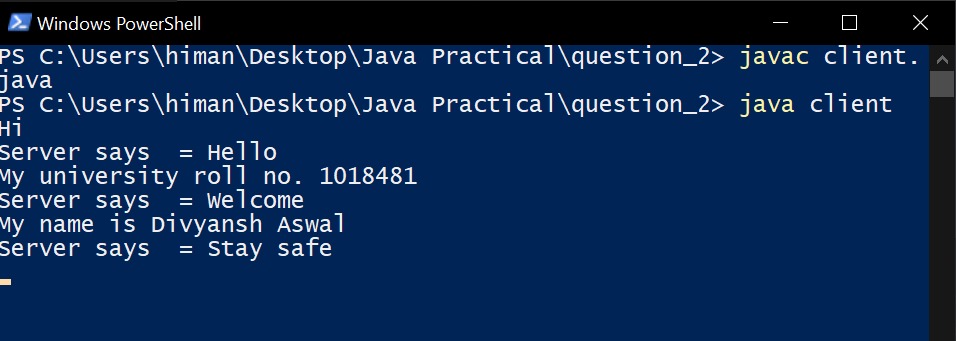 Windows PowerShell
PS C:\Users\himan\Desktop\Java Practical\question_2> javac client.
java
PS C:\Users\himan\Desktop\Java Practical\question_2> java client
Hi
Server says  = Hello
My university roll no. 1018481
Server says  = Welcome
My name is Divyansh Aswal
Server says  = Stay safe